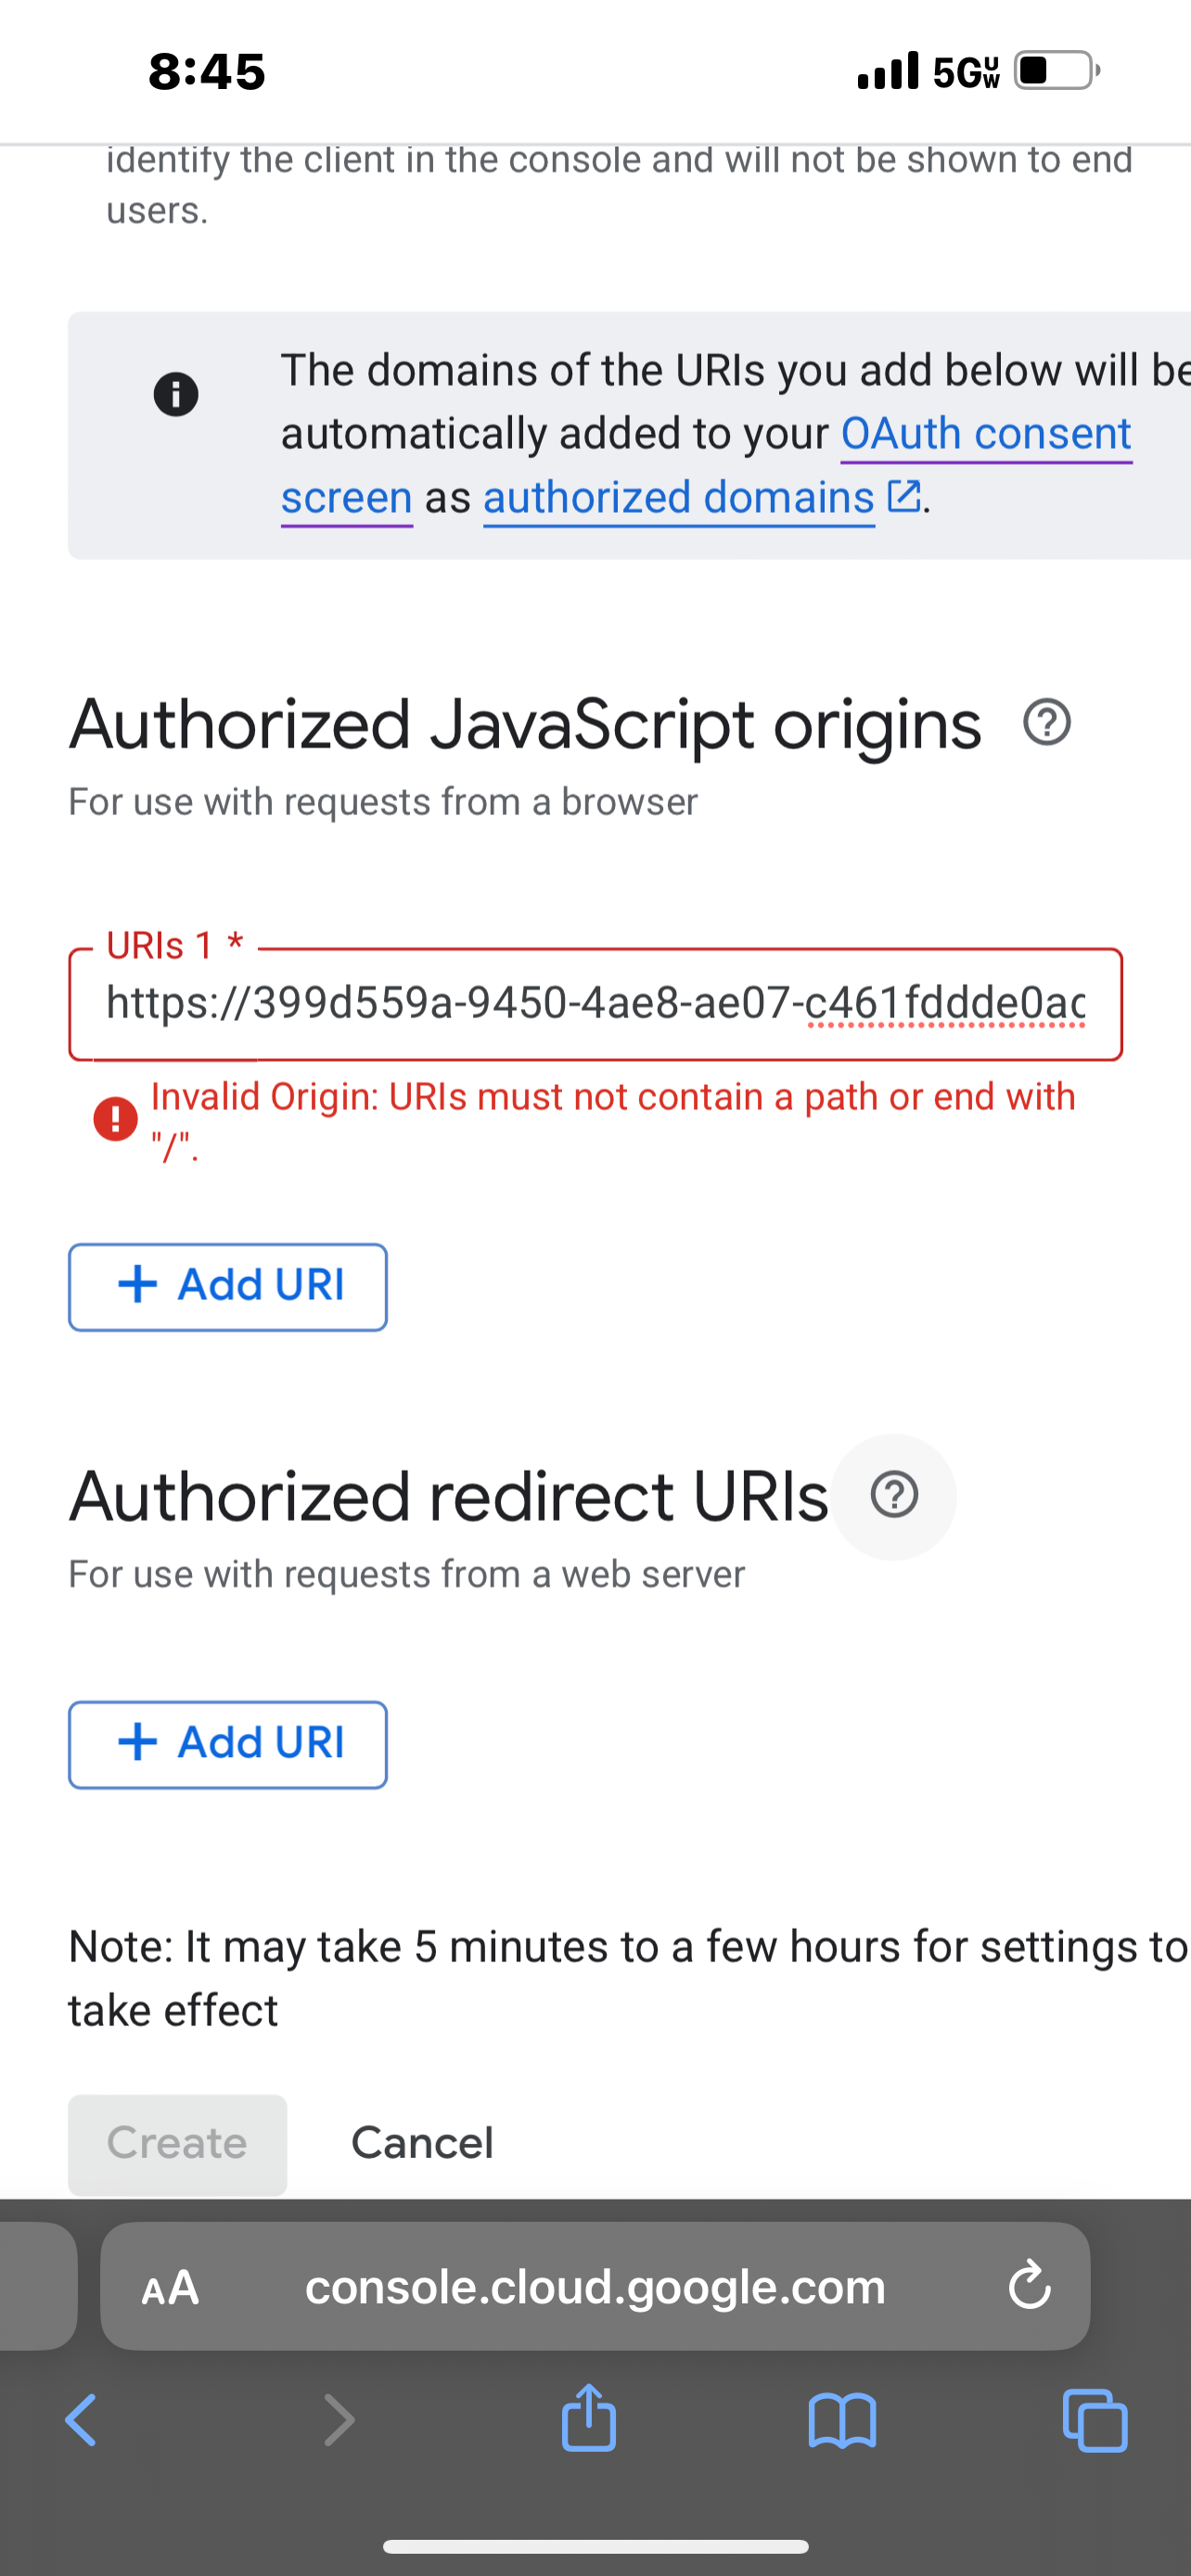 8:45
5G UW
identify the client in the console and will not be shown to end
users.
The domains of the URIs you add below will be
automatically added to your OAuth consent
screen as authorized domains.
Authorized JavaScript origins
For use with requests from a browser
URIs 1 *
https://399d559a-9450-4ae8-ae07-c461fddde0ac
Invalid Origin: URIs must not contain a path or end with
"/".
+ Add URI
Authorized redirect URIs
For use with requests from a web server
+ Add URI
Note: It may take 5 minutes to a few hours for settings to
take effect
Create Cancel
AA console.cloud.google.com